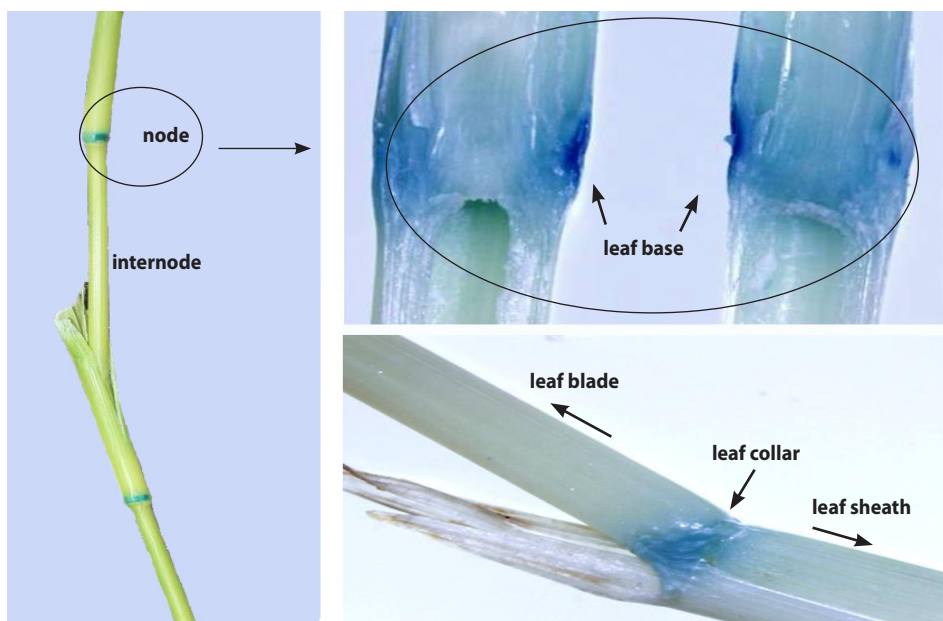 node
internode
leaf base
leaf blade
leaf collar
leaf sheath